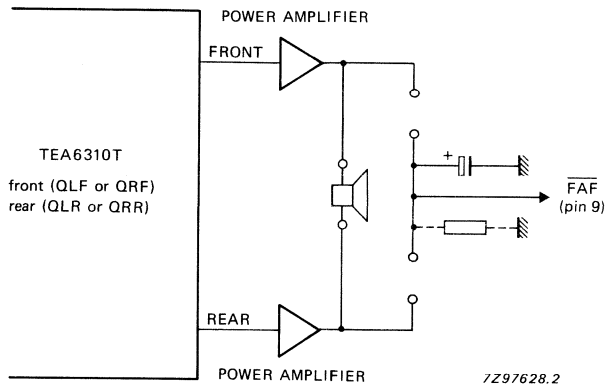 POWER AMPLIFIER
FRONT
TEA6310T
front (QLF or QRF)
rear (QLR or QRR)
+
FAF
(pin 9)
REAR
POWER AMPLIFIER
7Z97628.2